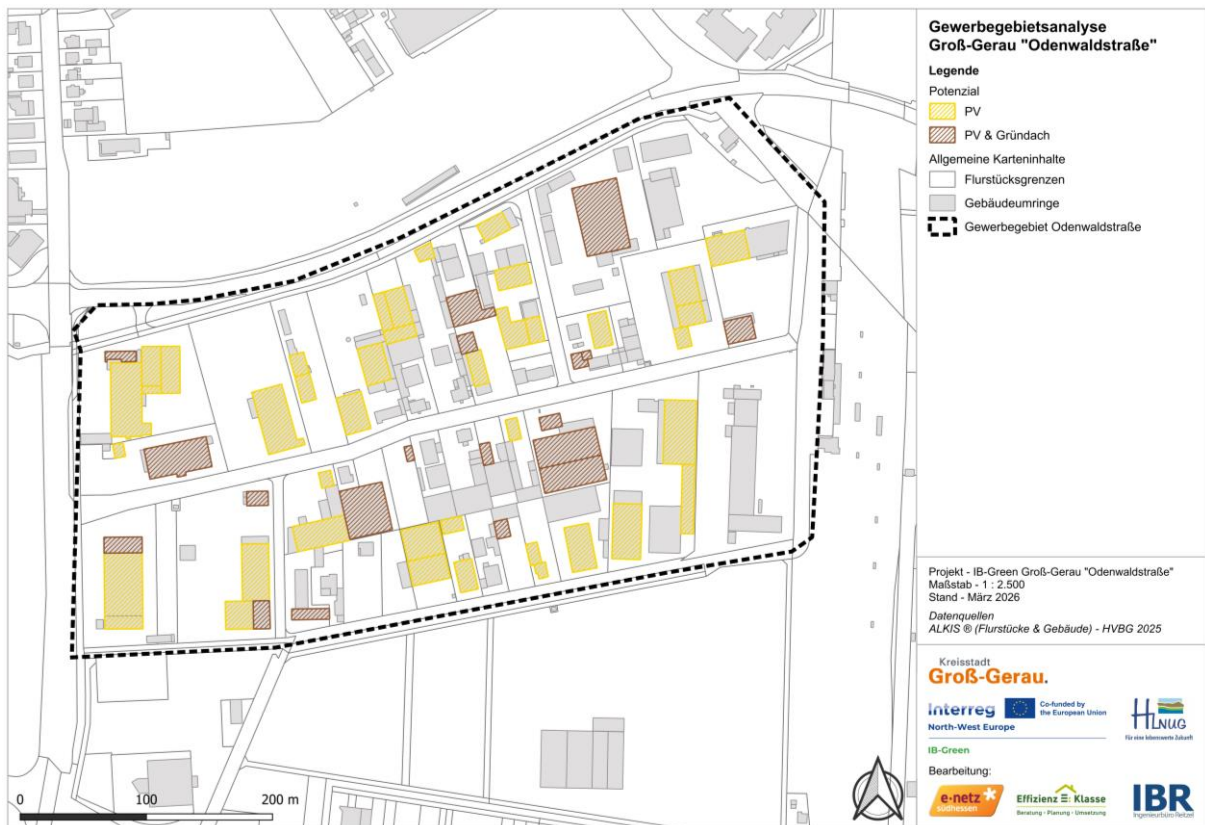 Gewerbegebietsanalyse
Groß-Gerau "Odenwaldstraße"
Legende
Potenzial
PV
PV & Gründach
Allgemeine Karteninhalte
Flurstücksgrenzen
Gebäudeumringe
Gewerbegebiet Odenwaldstraße
Projekt - IB-Green Groß-Gerau "Odenwaldstraße"
Maßstab - 1 : 2.500
Stand - März 2026
Datenquellen
ALKIS ® (Flurstücke & Gebäude) - HVBG 2025
Kreisstadt
Groß-Gerau.
Interreg
Co-funded by
the European Union
North-West Europe
IB-Green
HLNUG
Für eine lebenswerte Zukunft
Bearbeitung:
e-netz
südhessen
Effizienz Klasse
Beratung - Planung - Umsetzung
IBR
Ingenieurbüro Retzel
0 100 200 m